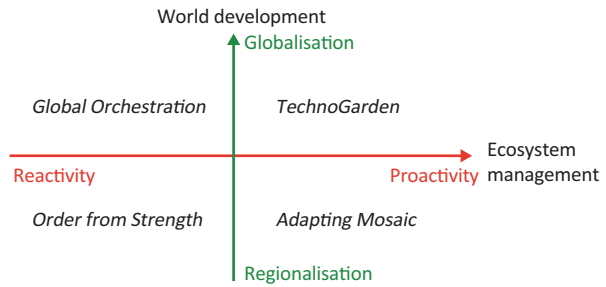 World development
Globalisation
Global Orchestration
TechnoGarden
Ecosystem
management
Reactivity
Proactivity
Order from Strength
Adapting Mosaic
Regionalisation